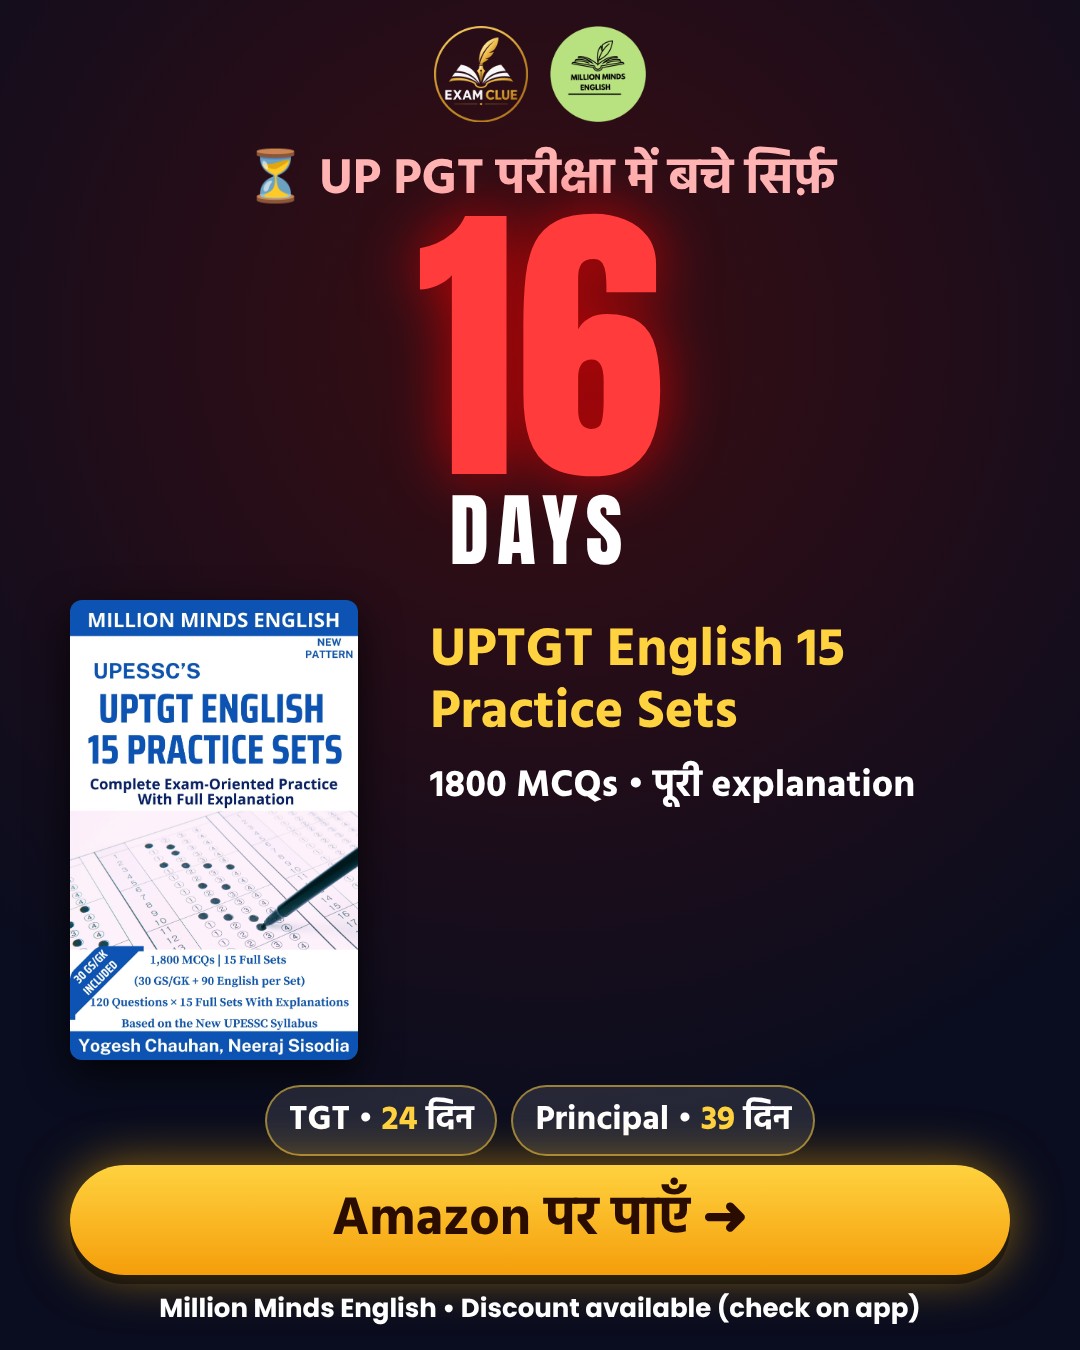 EXAM CLUE
MILLION MINDS
ENGLISH
⏳ UP PGT परीक्षा में बचे सिर्फ़
16
DAYS
MILLION MINDS ENGLISH
NEW
PATTERN
UPESSC'S
UPTGT ENGLISH
15 PRACTICE SETS
Complete Exam-Oriented Practice
With Full Explanation
30 GS/GK
INCLUDED
1,800 MCQs | 15 Full Sets
(30 GS/GK + 90 English per Set)
120 Questions × 15 Full Sets With Explanations
Based on the New UPESSC Syllabus
Yogesh Chauhan, Neeraj Sisodia
UPTGT English 15
Practice Sets
1800 MCQs • पूरी explanation
TGT • 24 दिन
Principal • 39 दिन
Amazon पर पाएँ ➜
Million Minds English • Discount available (check on app)